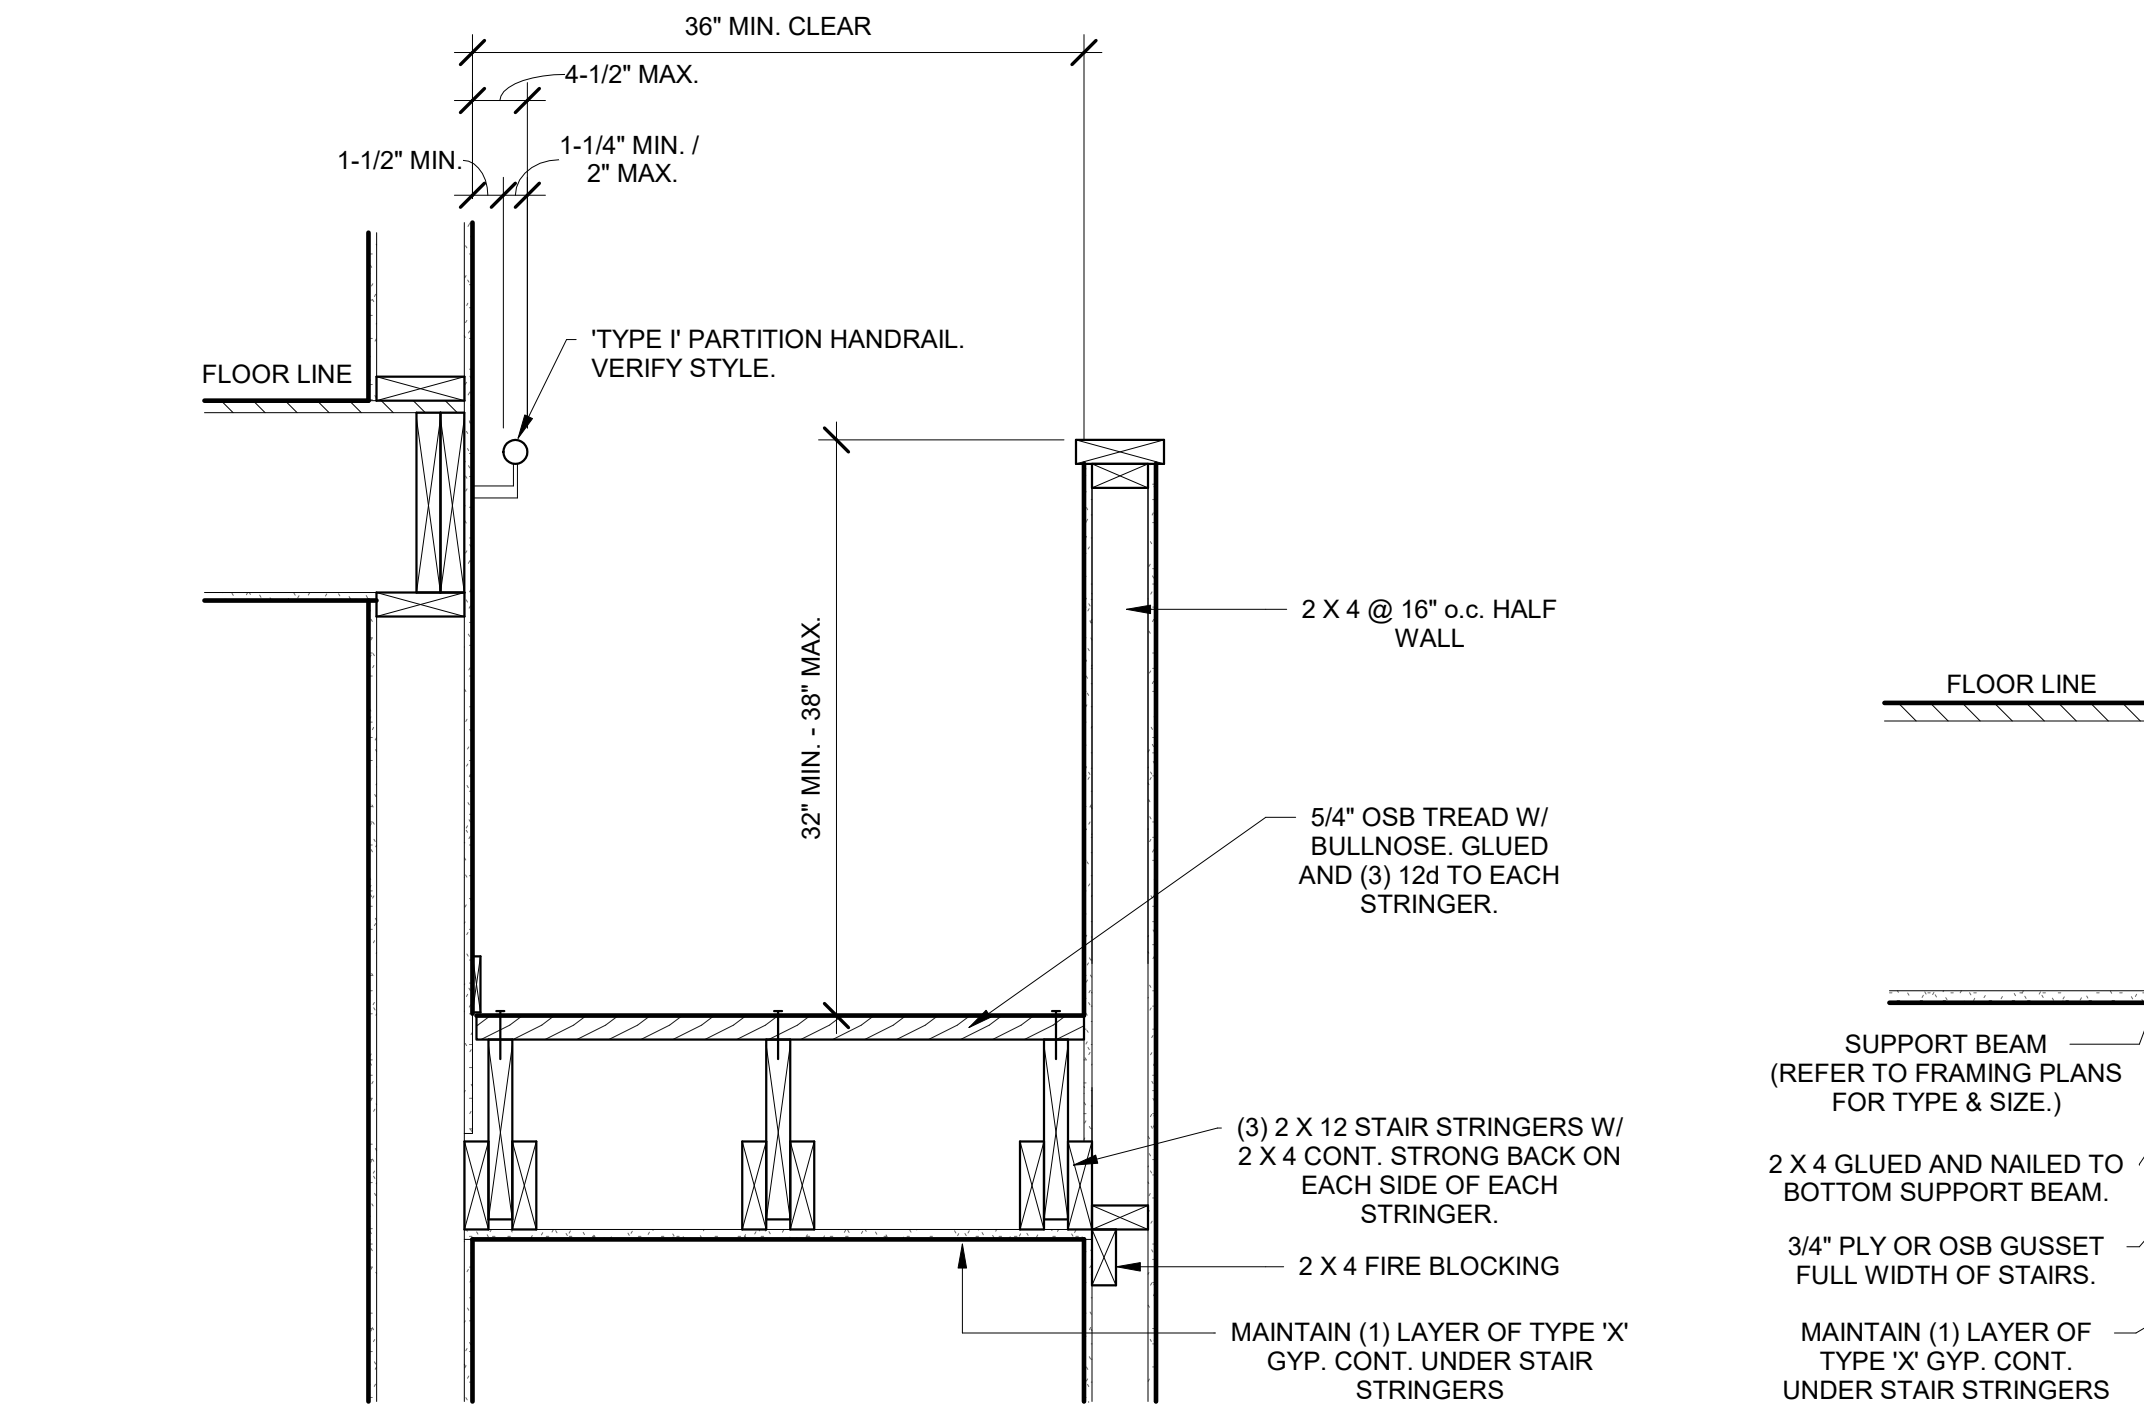 36" MIN. CLEAR
4-1/2" MAX.
1-1/2" MIN.
1-1/4" MIN. /
2" MAX.
'TYPE I' PARTITION HANDRAIL.
VERIFY STYLE.
FLOOR LINE
32" MIN. - 38" MAX.
2 X 4 @ 16" o.c. HALF
WALL
5/4" OSB TREAD W/
BULLNOSE. GLUED
AND (3) 12d TO EACH
STRINGER.
(3) 2 X 12 STAIR STRINGERS W/
2 X 4 CONT. STRONG BACK ON
EACH SIDE OF EACH
STRINGER.
2 X 4 FIRE BLOCKING
MAINTAIN (1) LAYER OF TYPE 'X'
GYP. CONT. UNDER STAIR
STRINGERS
FLOOR LINE
SUPPORT BEAM
(REFER TO FRAMING PLANS
FOR TYPE & SIZE.)
2 X 4 GLUED AND NAILED TO
BOTTOM SUPPORT BEAM.
3/4" PLY OR OSB GUSSET
FULL WIDTH OF STAIRS.
MAINTAIN (1) LAYER OF
TYPE 'X' GYP. CONT.
UNDER STAIR STRINGERS